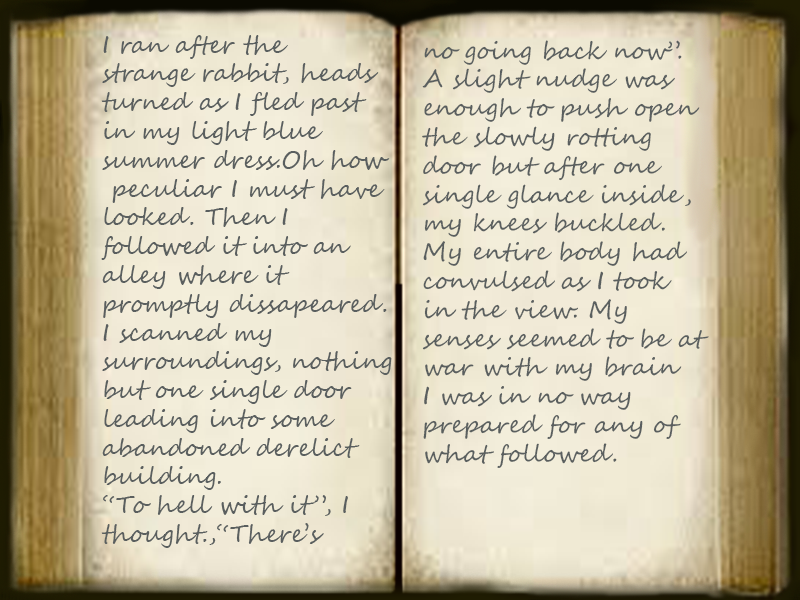 I ran after the
strange rabbit, heads
turned as I fled past
in my light blue
summer dress.Oh how
peculiar I must have
looked. Then I
followed it into an
alley where it
promptly dissapeared.
I scanned my
surroundings, nothing
but one single door
leading into some
abandoned derelict
building.
“To hell with it”, I
thought.,“There’s
no going back now”.
A slight nudge was
enough to push open
the slowly rotting
door but after one
single glance inside,
my knees buckled.
My entire body had
convulsed as I took
in the view. My
senses seemed to be at
war with my brain
I was in no way
prepared for any of
what followed.